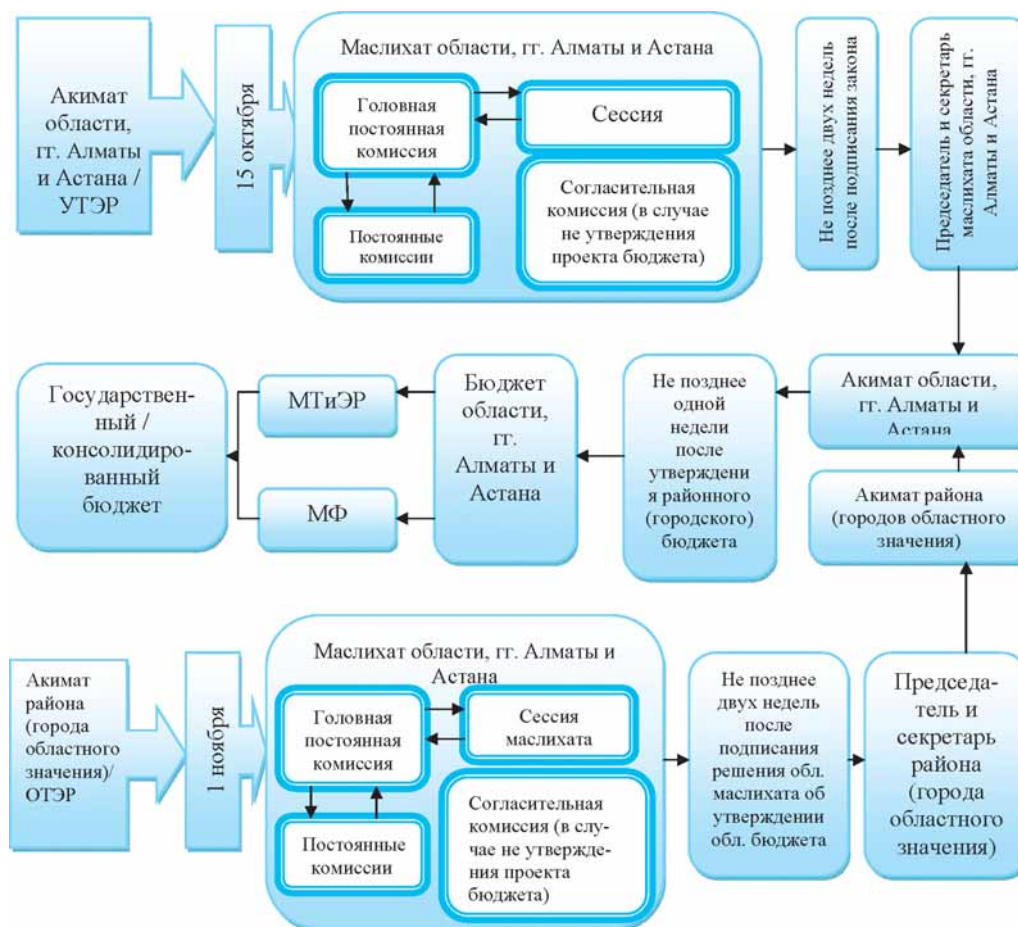 Акимат
области,
гг. Алматы
и Астана /
УТЭР
15 октября
Маслихат области, гг. Алматы и Астана
Головная
постоянная
комиссия
Сессия
Постоянные
комиссии
Согласительная
комиссия (в случае
не утверждения
проекта бюджета)
Не позднее двух недель
после подписания закона
Председатель и секретарь
маслихата области, гг.
Алматы и Астана
Государствен-
ный /
консолидиро-
ванный
бюджет
МТиЭР
МФ
Бюджет
области,
гг.
Алматы и
Астана
Не позднее
одной
недели
после
утверждени
я районного
(городского)
бюджета
Акимат области,
гг. Алматы и
Астана
Акимат района
(городов областного
значения)
Акимат
района
(города
областного
значения)/
ОТЭР
1 ноября
Маслихат области, гг. Алматы и
Астана
Головная
постоянная
комиссия
Сессия
маслихата
Постоянные
комиссии
Согласительная
комиссия (в слу-
чае не утвержде-
ния проекта
бюджета)
Не позднее
двух недель
после
подписания
решения обл.
маслихата об
утверждении
обл. бюджета
Председа-
тель и
секретарь
района
(города
областного
значения)